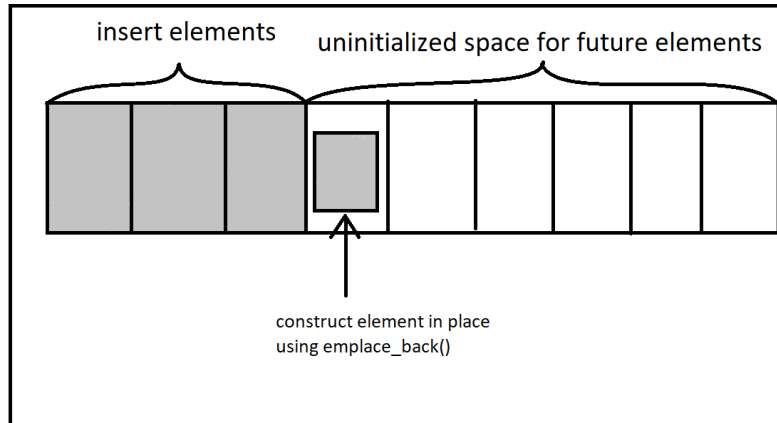 insert elements
uninitialized space for future elements
construct element in place
using emplace_back()